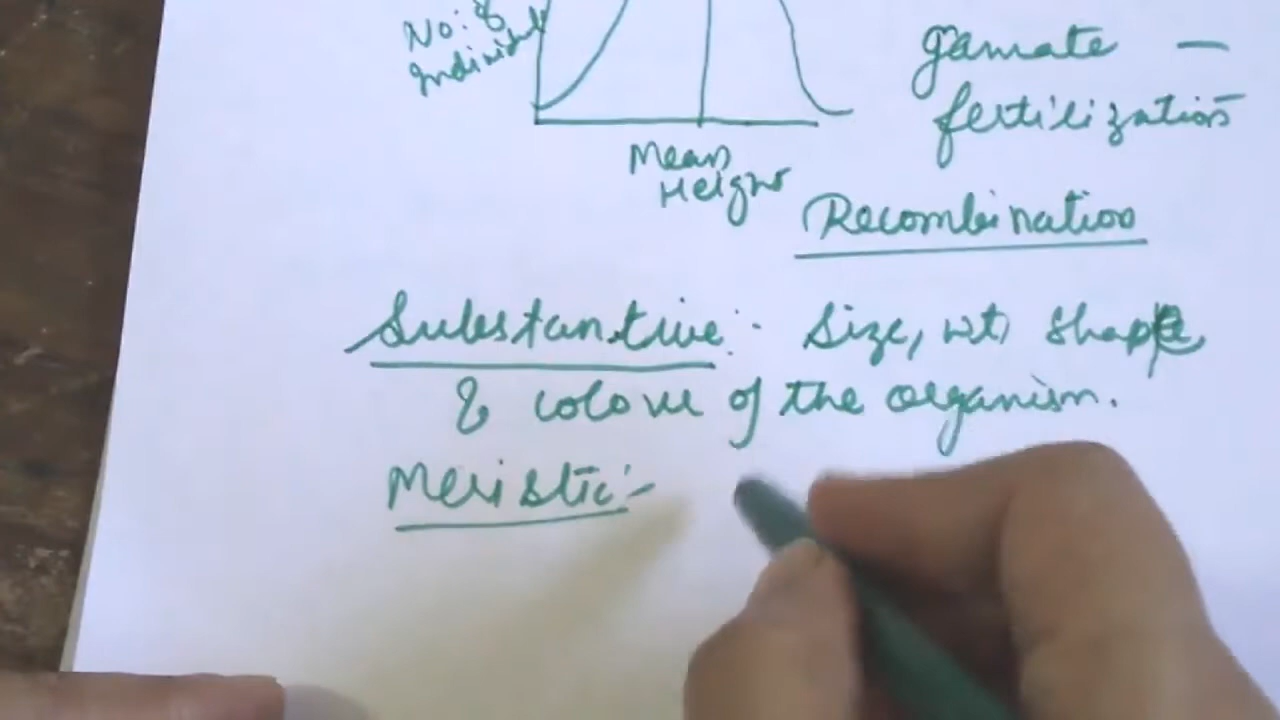 No: of
Individuals
Mean
Height
gamate —
fertilization
Recombination
Substantive:- Size, wt, shape
& colour of the organism.
Meristic:-